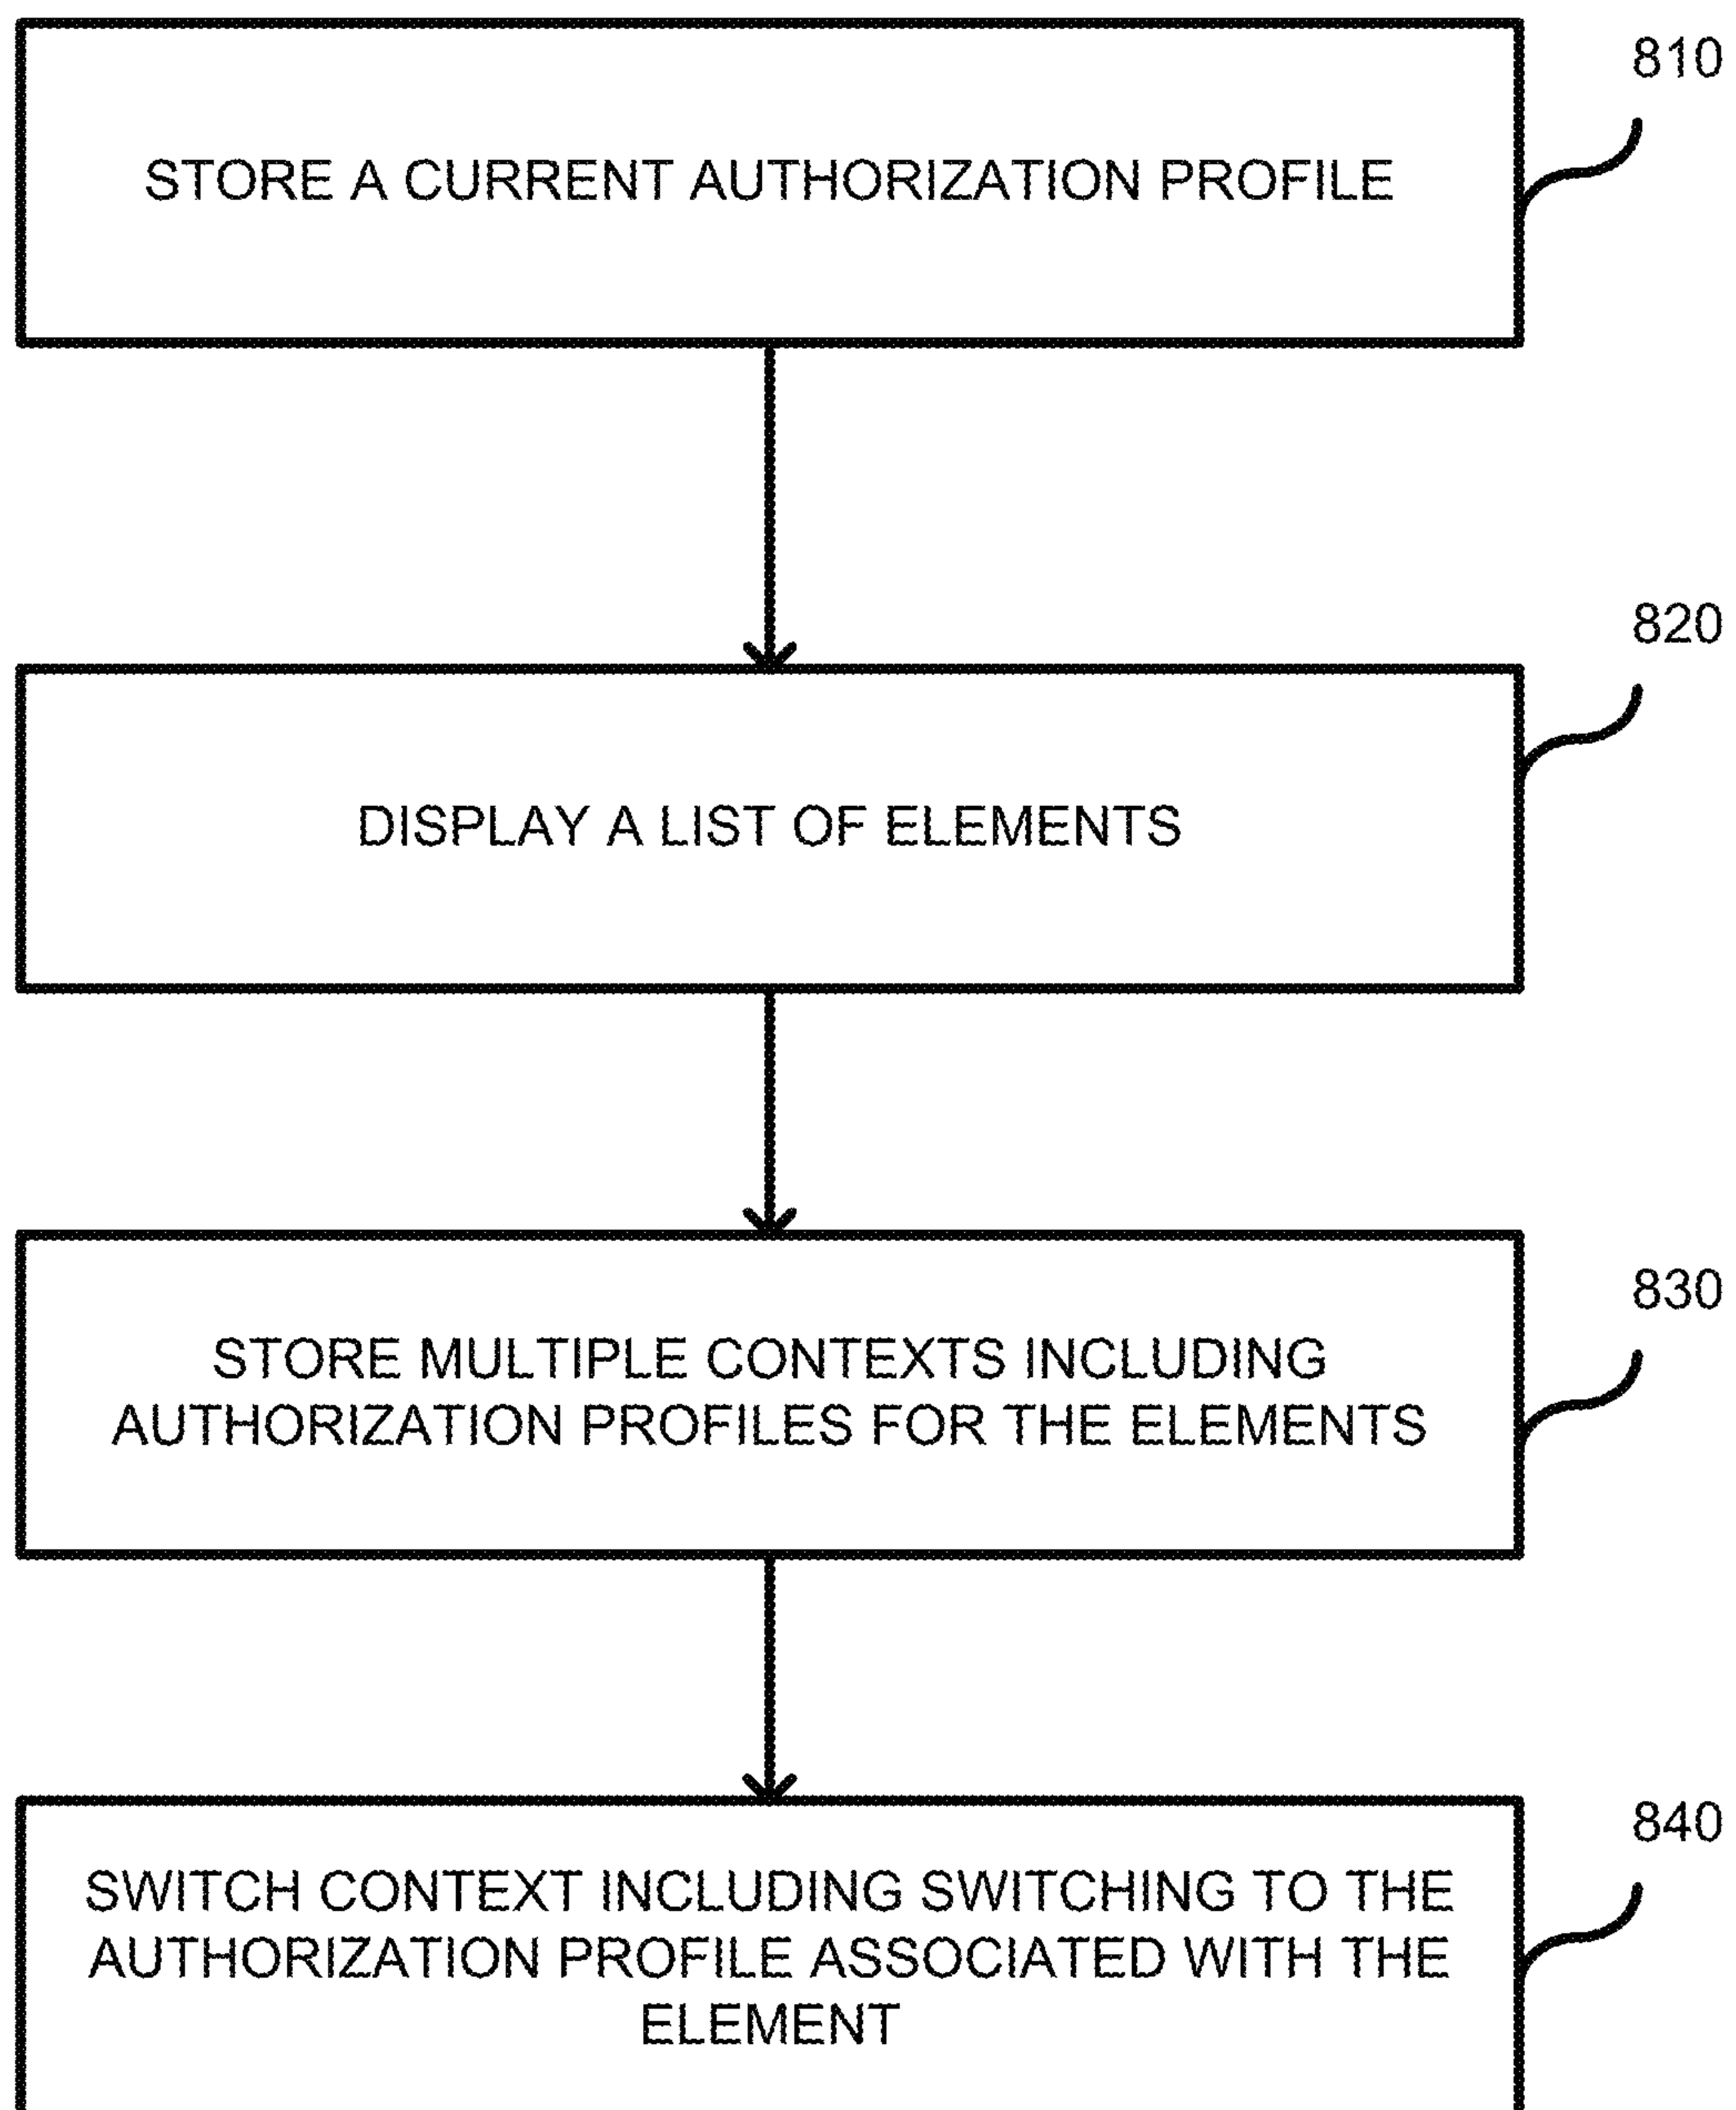 810
STORE A CURRENT AUTHORIZATION PROFILE
820
DISPLAY A LIST OF ELEMENTS
830
STORE MULTIPLE CONTEXTS INCLUDING
AUTHORIZATION PROFILES FOR THE ELEMENTS
840
SWITCH CONTEXT INCLUDING SWITCHING TO THE
AUTHORIZATION PROFILE ASSOCIATED WITH THE
ELEMENT